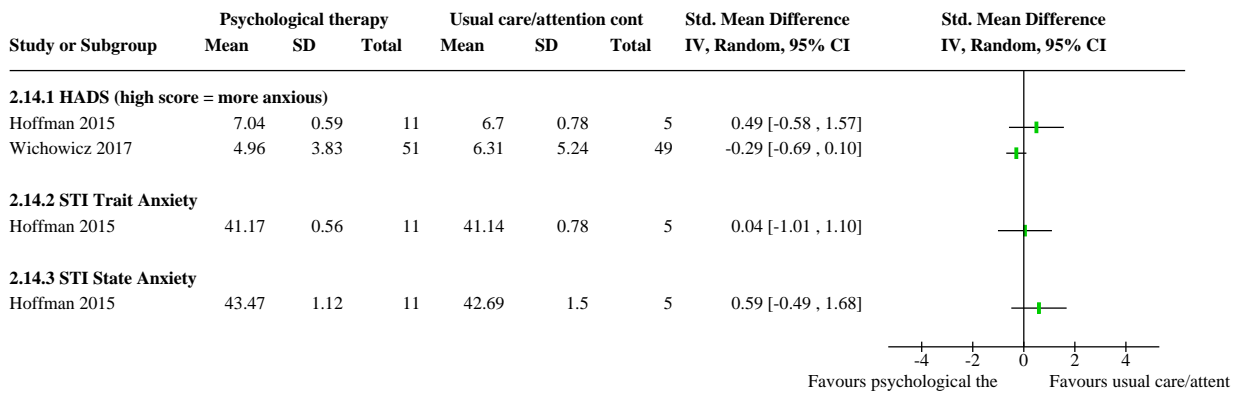 Psychological therapy Usual care/attention cont Std. Mean Difference Std. Mean Difference
Study or Subgroup Mean SD Total Mean SD Total IV, Random, 95% CI IV, Random, 95% CI
2.14.1 HADS (high score = more anxious)
Hoffman 2015 7.04 0.59 11 6.7 0.78 5 0.49 [-0.58 , 1.57]
Wichowicz 2017 4.96 3.83 51 6.31 5.24 49 -0.29 [-0.69 , 0.10]
2.14.2 STI Trait Anxiety
Hoffman 2015 41.17 0.56 11 41.14 0.78 5 0.04 [-1.01 , 1.10]
2.14.3 STI State Anxiety
Hoffman 2015 43.47 1.12 11 42.69 1.5 5 0.59 [-0.49 , 1.68]
-4 -2 0 2 4
Favours psychological the Favours usual care/attent